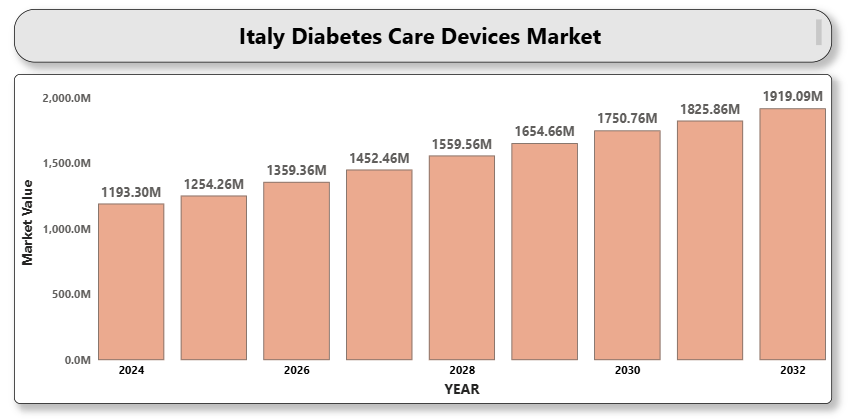 Italy Diabetes Care Devices Market
2,000.0M
1,500.0M
1,000.0M
500.0M
0.0M
Market Value
1193.30M
1254.26M
1359.36M
1452.46M
1559.56M
1654.66M
1750.76M
1825.86M
1919.09M
2024
2026
2028
2030
2032
YEAR